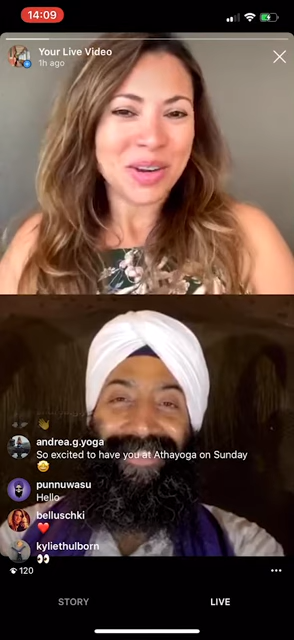 14:09
Your Live Video
1h ago
andrea.g.yoga
So excited to have you at Athayoga on Sunday
🤩
punnuwasu
Hello
belluschki
❤️
kyliethulborn
👀
120
STORY
LIVE